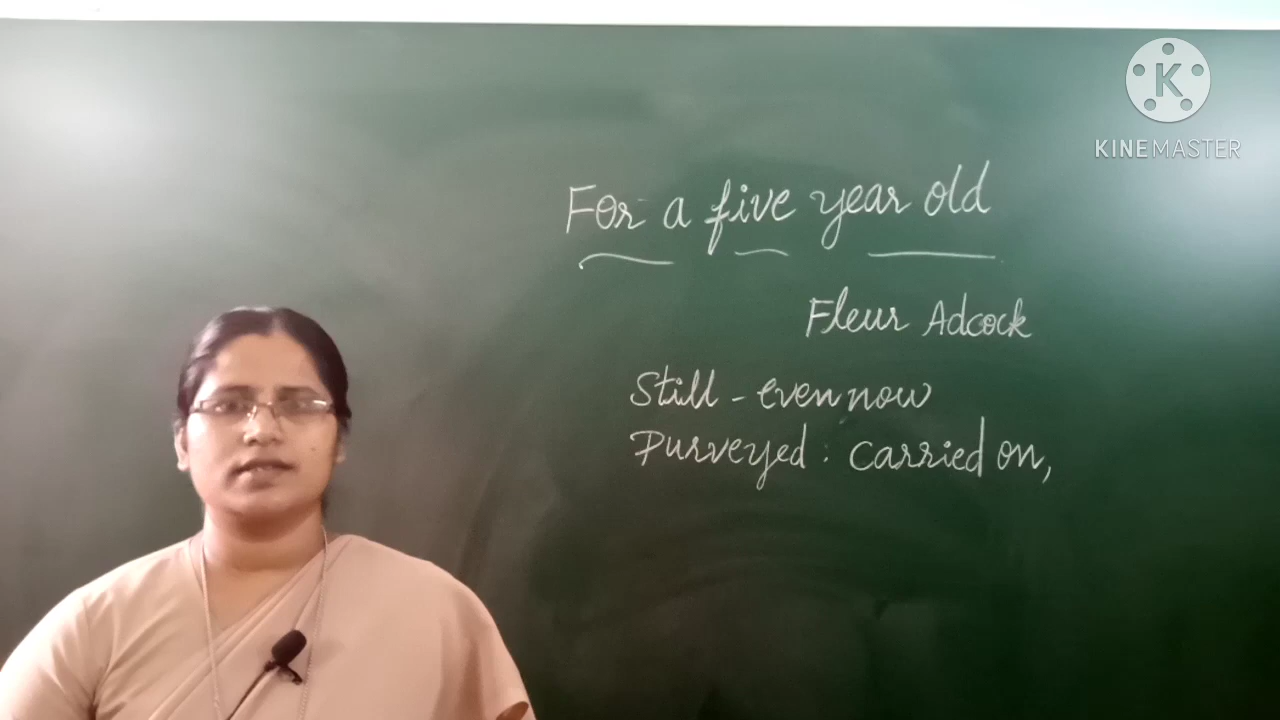 K
KINEMASTER
For a five year old
Fleur Adcock
Still - even now
Purveyed : carried on,